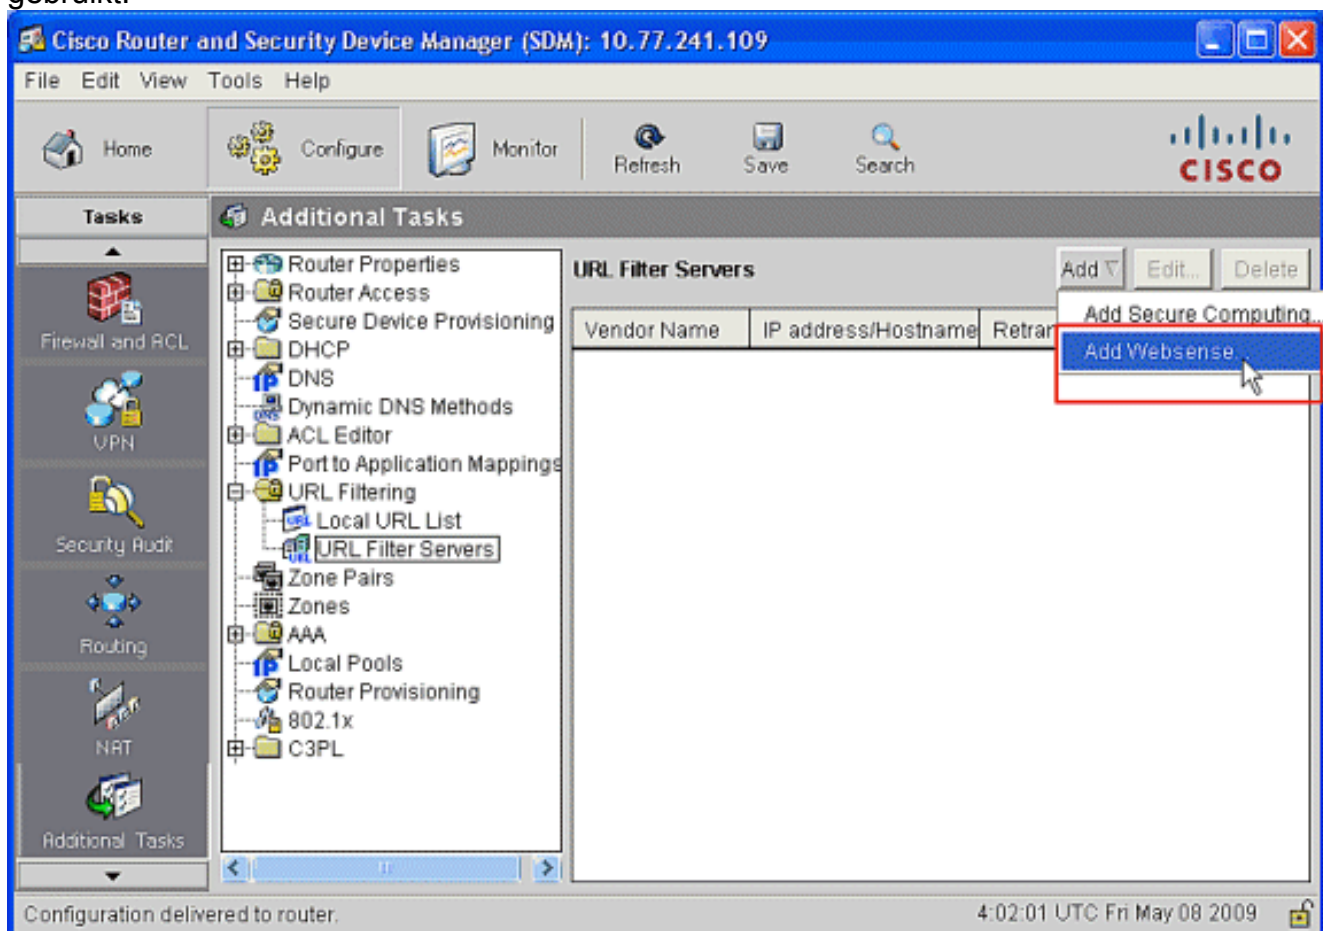 gebruikt.
Cisco Router and Security Device Manager (SDM): 10.77.241.109
File Edit View Tools Help
Home Configure Monitor Refresh Save Search
CISCO
Tasks
Additional Tasks
Firewall and ACL
VPN
Security Audit
Routing
NAT
Additional Tasks
Router Properties
Router Access
Secure Device Provisioning
DHCP
DNS
Dynamic DNS Methods
ACL Editor
Port to Application Mappings
URL Filtering
Local URL List
URL Filter Servers
Zone Pairs
Zones
AAA
Local Pools
Router Provisioning
802.1x
C3PL
URL Filter Servers
Add Edit... Delete
Vendor Name IP address/Hostname Retran
Add Secure Computing...
Add Websense...
Configuration delivered to router.
4:02:01 UTC Fri May 08 2009